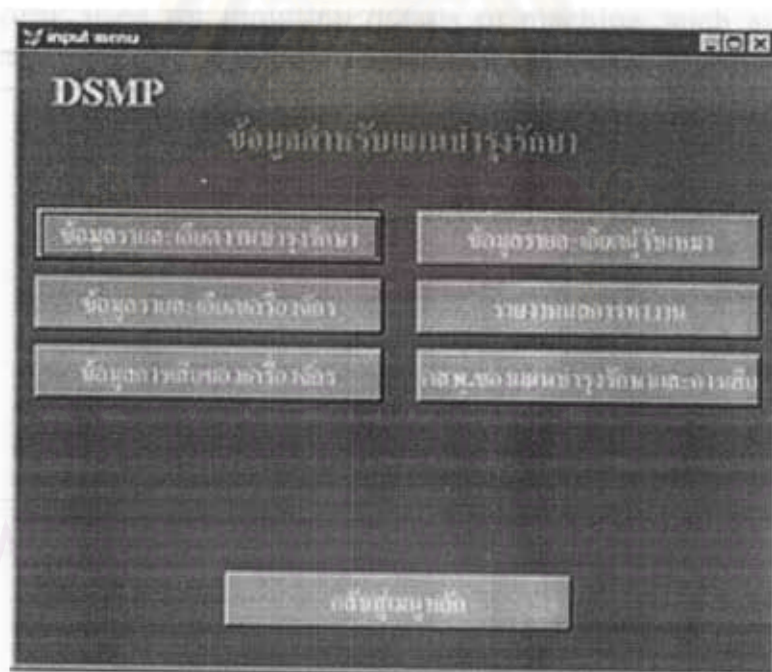 input menu
DSMP
ข้อมูลสำหรับแผนบำรุงรักษา
ข้อมูลรายละเอียดงานบำรุงรักษา
ข้อมูลรายละเอียดผู้รับเหมา
ข้อมูลรายละเอียดเครื่องจักร
รายงานผลการทำงาน
ข้อมูลการเสียของเครื่องจักร
กลับสู่เมนูหลัก